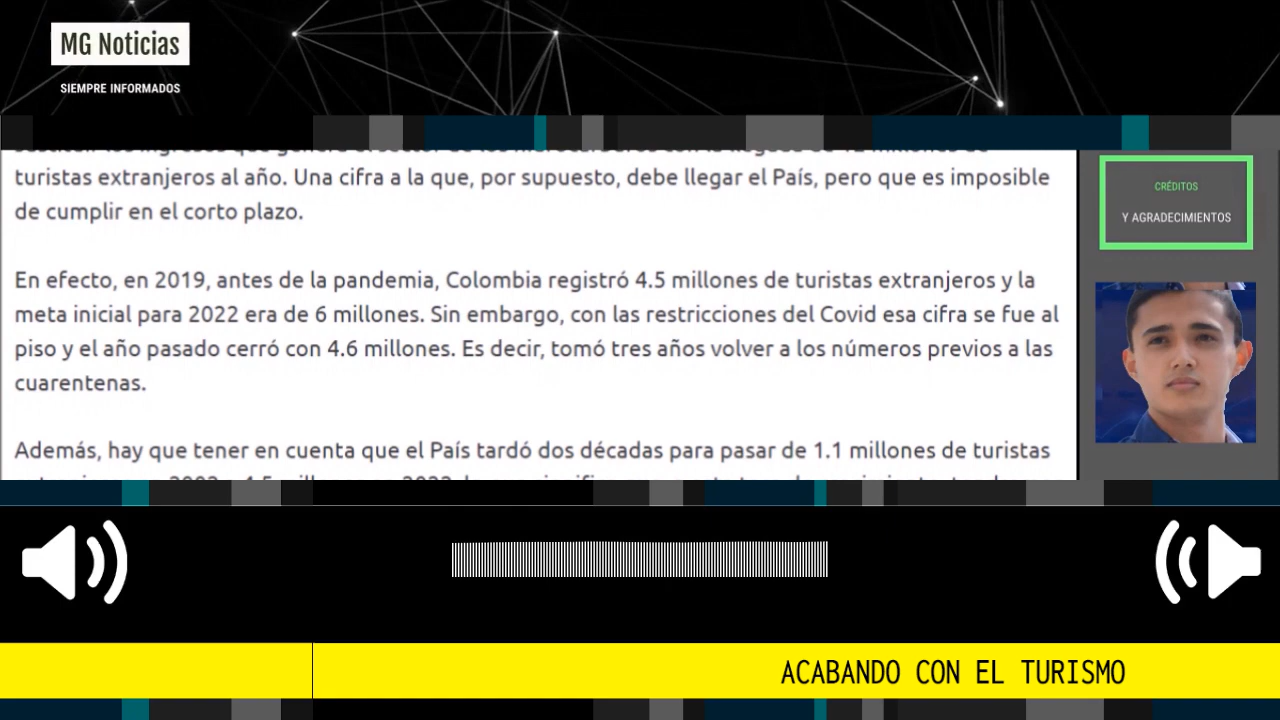 MG Noticias
SIEMPRE INFORMADOS
turistas extranjeros al año. Una cifra a la que, por supuesto, debe llegar el País, pero que es imposible
de cumplir en el corto plazo.
En efecto, en 2019, antes de la pandemia, Colombia registró 4.5 millones de turistas extranjeros y la
meta inicial para 2022 era de 6 millones. Sin embargo, con las restricciones del Covid esa cifra se fue al
piso y el año pasado cerró con 4.6 millones. Es decir, tomó tres años volver a los números previos a las
cuarentenas.
Además, hay que tener en cuenta que el País tardó dos décadas para pasar de 1.1 millones de turistas
CRÉDITOS
Y AGRADECIMIENTOS
ACABANDO CON EL TURISMO